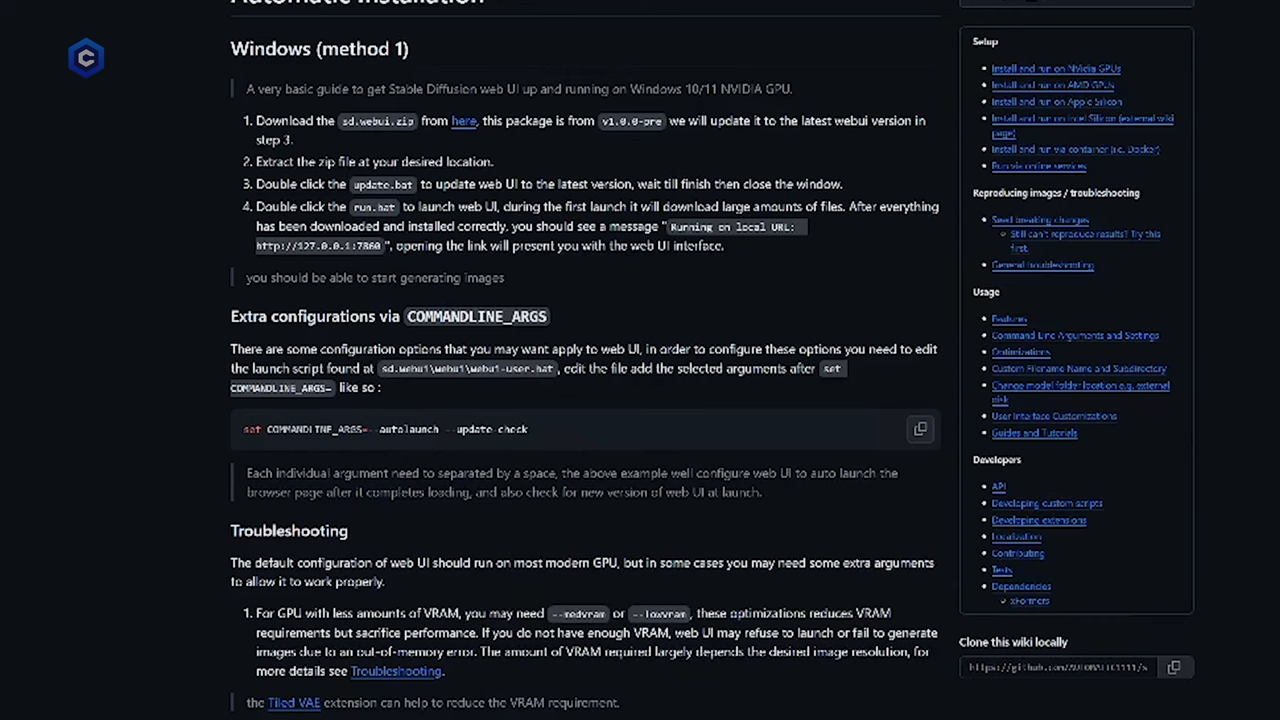 Automatic Installation
Windows (method 1)
A very basic guide to get Stable Diffusion web UI up and running on Windows 10/11 NVIDIA GPU.
1. Download the sd.webui.zip from here, this package is from v1.0.0-pre we will update it to the latest webui version in
step 3.
2. Extract the zip file at your desired location.
3. Double click the update.bat to update web UI to the latest version, wait till finish then close the window.
4. Double click the run.bat to launch web UI, during the first launch it will download large amounts of files. After everything
has been downloaded and installed correctly, you should see a message "Running on local URL:
http://127.0.0.1:7860", opening the link will present you with the web UI interface.
you should be able to start generating images
Extra configurations via COMMANDLINE_ARGS
There are some configuration options that you may want apply to web UI, in order to configure these options you need to edit
the launch script found at sd.webui\webui\webui-user.bat, edit the file add the selected arguments after set
COMMANDLINE_ARGS= like so :
set COMMANDLINE_ARGS=--autolaunch --update-check
Each individual argument need to separated by a space, the above example well configure web UI to auto launch the
browser page after it completes loading, and also check for new version of web UI at launch.
Troubleshooting
The default configuration of web UI should run on most modern GPU, but in some cases you may need some extra arguments
to allow it to work properly.
1. For GPU with less amounts of VRAM, you may need --medvram or --lowvram, these optimizations reduces VRAM
requirements but sacrifice performance. If you do not have enough VRAM, web UI may refuse to launch or fail to generate
images due to an out-of-memory error. The amount of VRAM required largely depends the desired image resolution, for
more details see Troubleshooting.
the Tiled VAE extension can help to reduce the VRAM requirement.
Setup
Install and run on NVidia GPUs
Install and run on AMD GPUs
Install and run on Apple Silicon
Install and run on Intel Silicon (external wiki
page)
Install and run via container (i.e. Docker)
Run via online services
Reproducing images / troubleshooting
Seed breaking changes
Still can't reproduce results? Try this
first.
General troubleshooting
Usage
Features
Command Line Arguments and Settings
Optimizations
Custom Filename Name and Subdirectory
Change model folder location e.g. external
disk
User Interface Customizations
Guides and Tutorials
Developers
API
Developing custom scripts
Developing extensions
Localization
Contributing
Tests
Dependencies
xFormers
Clone this wiki locally
https://github.com/AUTOMATIC1111/s